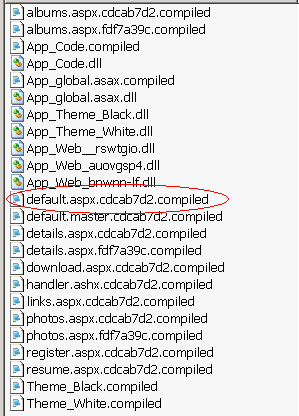 albums.aspx.cdcab7d2.compiled
albums.aspx.fdf7a39c.compiled
App_Code.compiled
App_Code.dll
App_global.asax.compiled
App_global.asax.dll
App_Theme_Black.dll
App_Theme_White.dll
App_Web__rswtgio.dll
App_Web_auovgsp4.dll
App_Web_bnwnn-lf.dll
default.aspx.cdcab7d2.compiled
default.master.cdcab7d2.compiled
details.aspx.cdcab7d2.compiled
details.aspx.fdf7a39c.compiled
download.aspx.cdcab7d2.compiled
handler.ashx.cdcab7d2.compiled
links.aspx.cdcab7d2.compiled
photos.aspx.cdcab7d2.compiled
photos.aspx.fdf7a39c.compiled
register.aspx.cdcab7d2.compiled
resume.aspx.cdcab7d2.compiled
Theme_Black.compiled
Theme_White.compiled